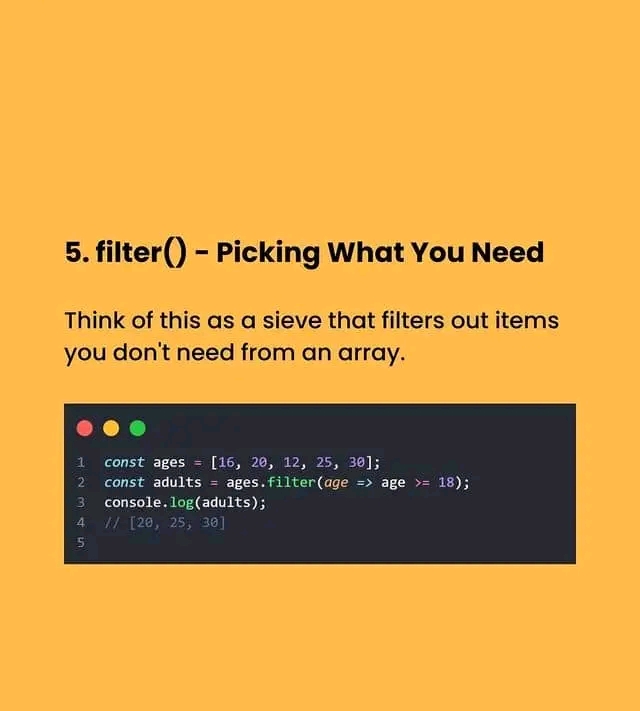 5. filter() - Picking What You Need
Think of this as a sieve that filters out items
you don't need from an array.
1 const ages = [16, 20, 12, 25, 30];
2 const adults = ages.filter(age => age >= 18);
3 console.log(adults);
4 // [20, 25, 30]
5